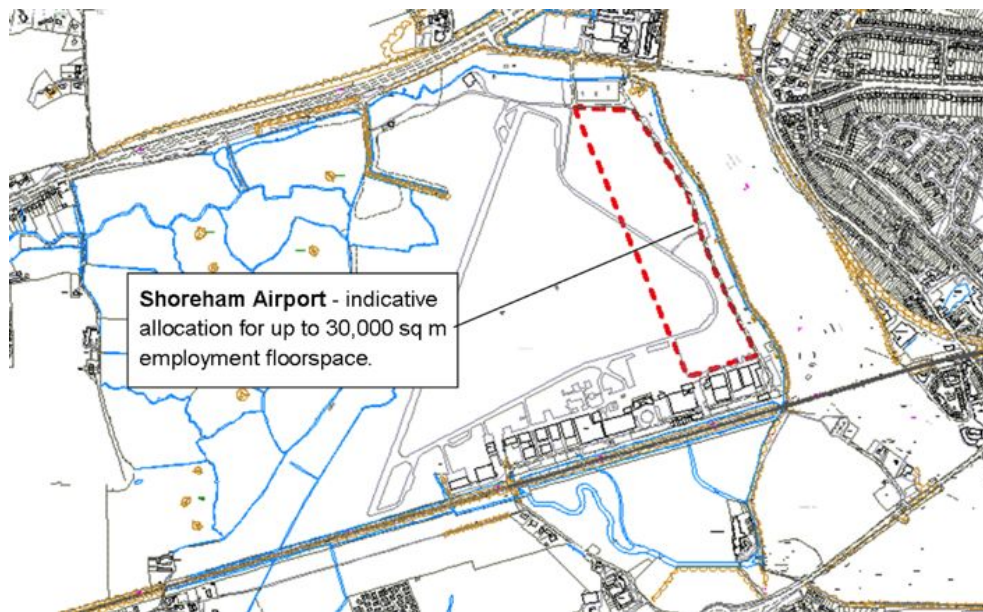 Shoreham Airport - indicative
allocation for up to 30,000 sq m
employment floorspace.